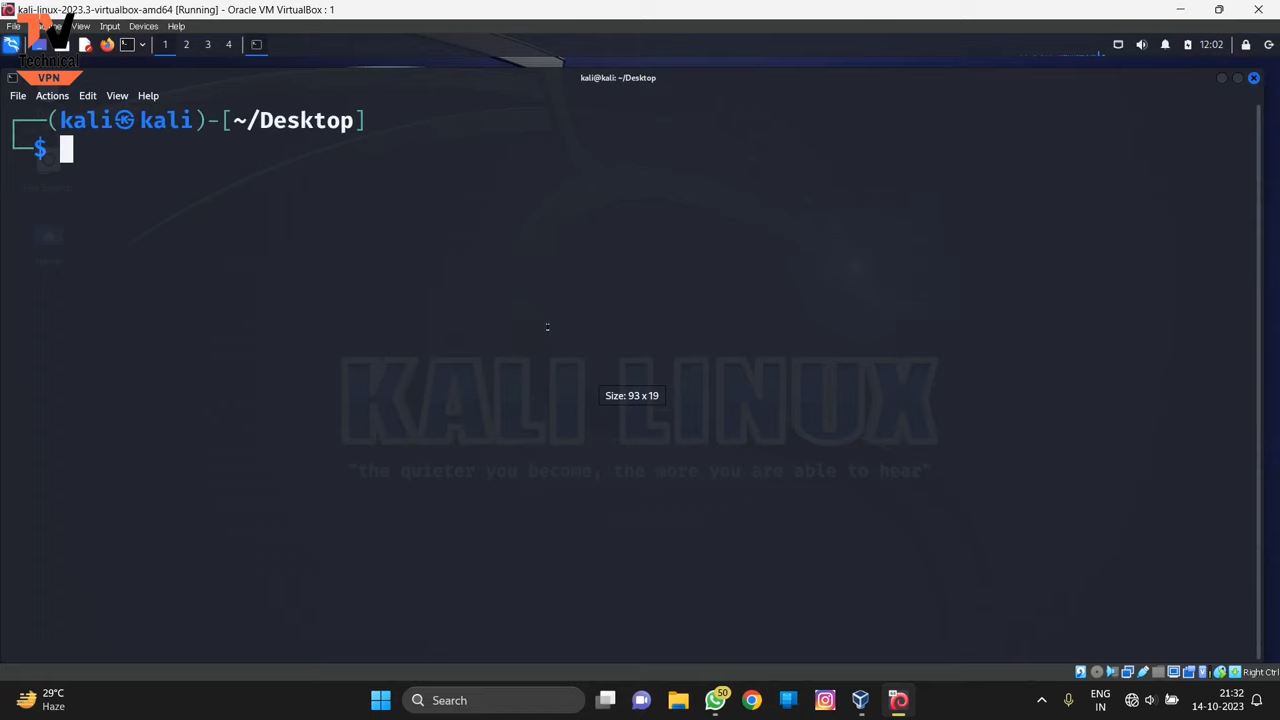 kali-linux-2023.3-virtualbox-amd64 [Running] - Oracle VM VirtualBox : 1
File View Input Devices Help
1 2 3 4 12:02
TV
Technical
VPN
kali@kali: ~/Desktop
File Actions Edit View Help
(kali㉿kali)-[~/Desktop]
$
Size: 93 x 19
KALI LINUX
"the quieter you become, the more you are able to hear"
Right Ctrl
29°C
Haze
Search
50
ENG
IN
21:32
14-10-2023